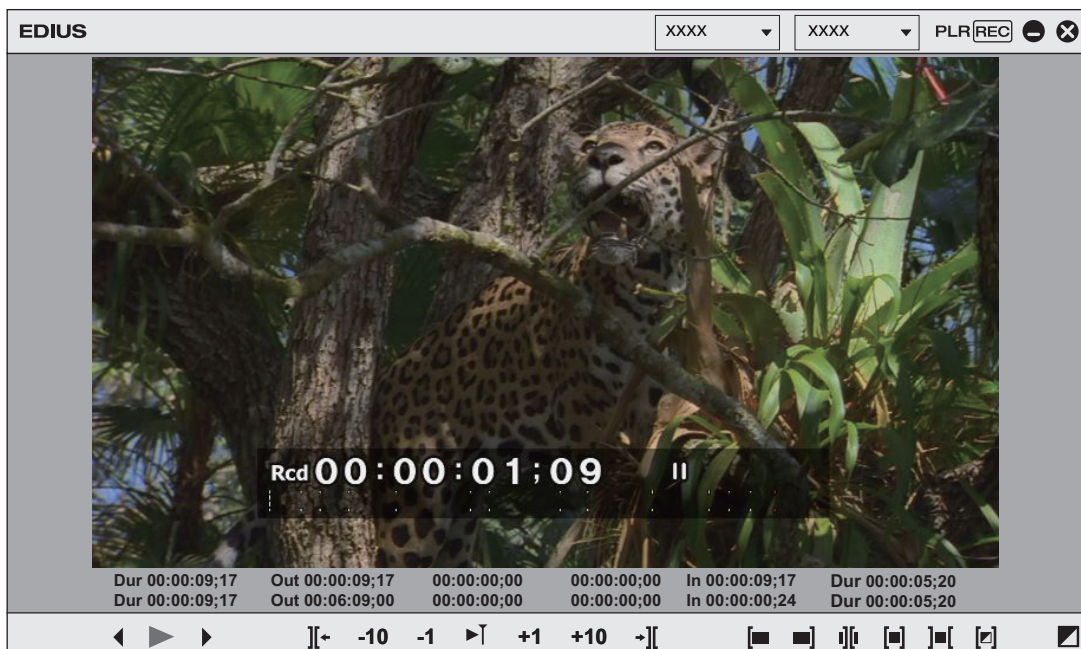 EDIUS XXXX XXXX PLR REC
Rcd 00:00:01;09
Dur 00:00:09;17 Out 00:00:09;17 00:00:00;00 00:00:00;00 In 00:00:09;17 Dur 00:00:05;20
Dur 00:00:09;17 Out 00:06:09;00 00:00:00;00 00:00:00;00 In 00:00:00;24 Dur 00:00:05;20
-10 -1 +1 +10